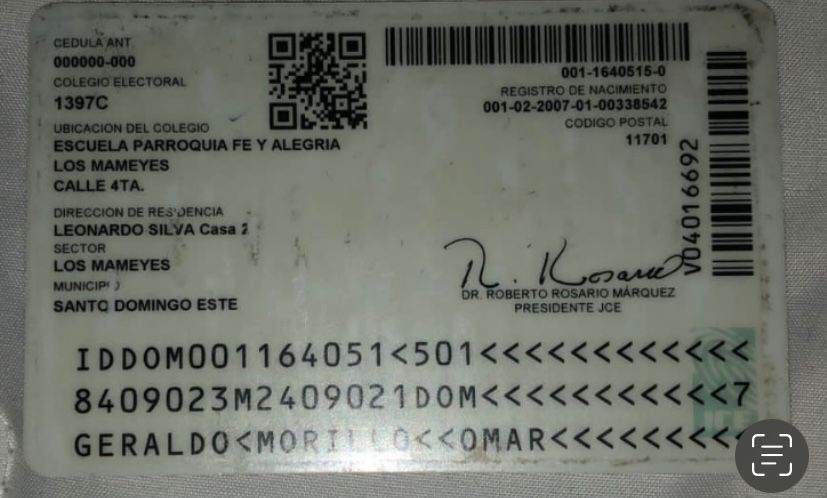 CEDULA ANT
000000-000
COLEGIO ELECTORAL
1397C
UBICACION DEL COLEGIO
ESCUELA PARROQUIA FE Y ALEGRIA
LOS MAMEYES
CALLE 4TA.
DIRECCION DE RESIDENCIA
LEONARDO SILVA Casa 2
SECTOR
LOS MAMEYES
MUNICIPIO
SANTO DOMINGO ESTE
001-1640515-0
REGISTRO DE NACIMIENTO
001-02-2007-01-00338542
CODIGO POSTAL
11701
V04016692
R. Rosario
DR. ROBERTO ROSARIO MÁRQUEZ
PRESIDENTE JCE
IDDOM001164051<501<<<<<<<<<<<<
8409023M2409021DOM<<<<<<<<<<<7
GERALDO<MORILLO<<OMAR<<<<<<<<<